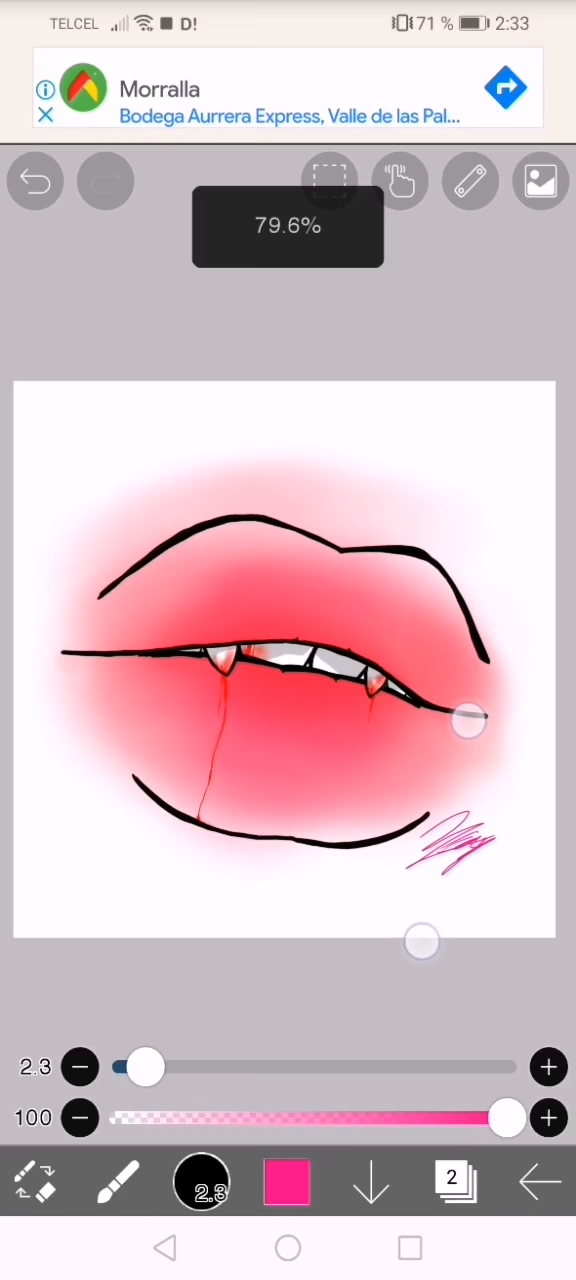 TELCEL D! 71 % 2:33
Morralla
Bodega Aurrera Express, Valle de las Pal...
79.6%
2.3
100
2.3 2